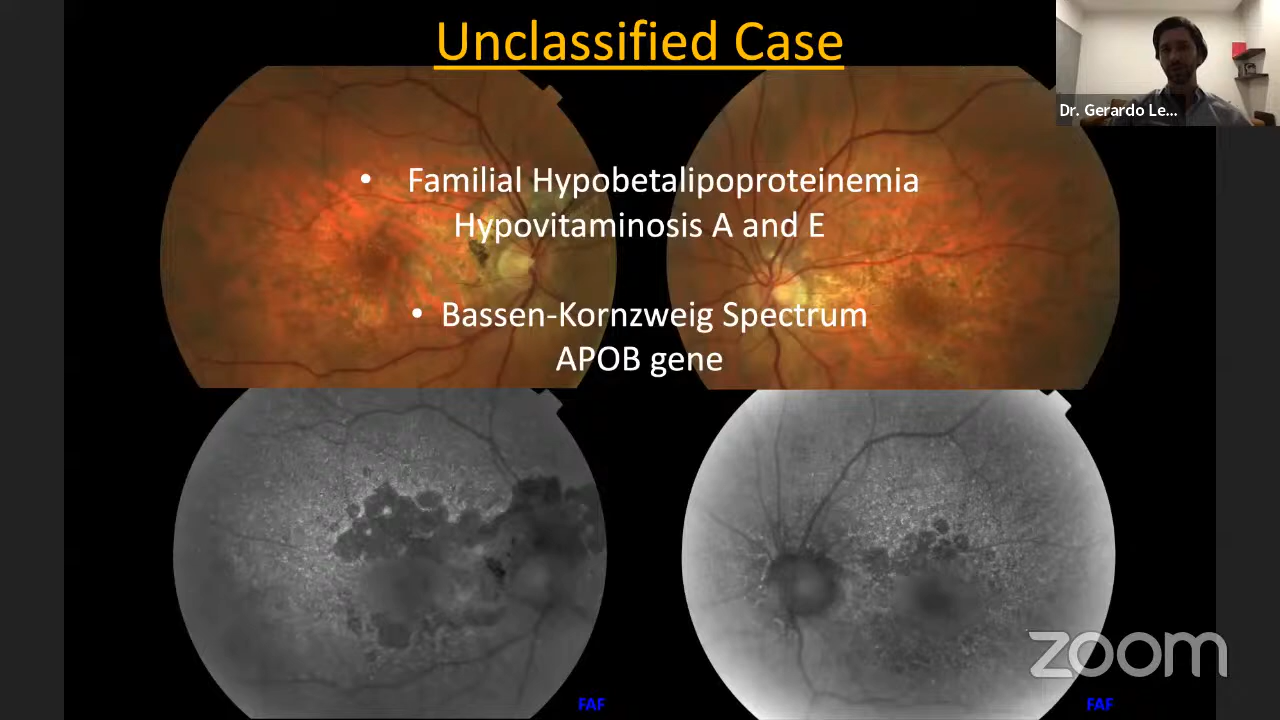 Unclassified Case
Dr. Gerardo Le...
• Familial Hypobetalipoproteinemia
Hypovitaminosis A and E
• Bassen-Kornzweig Spectrum
APOB gene
zoom
FAF
FAF